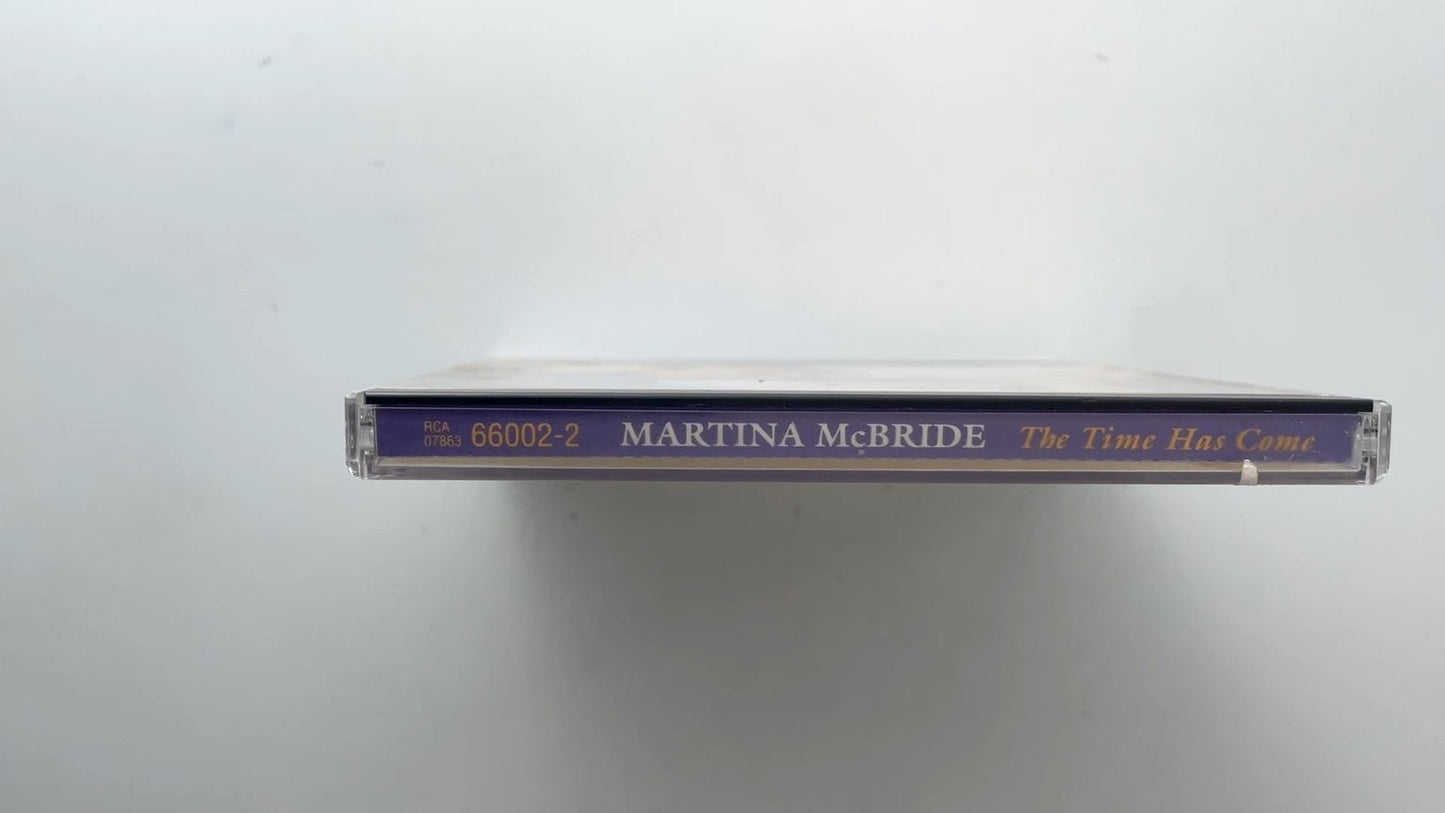 RCA
07863 66002-2 MARTINA McBRIDE The Time Has Come